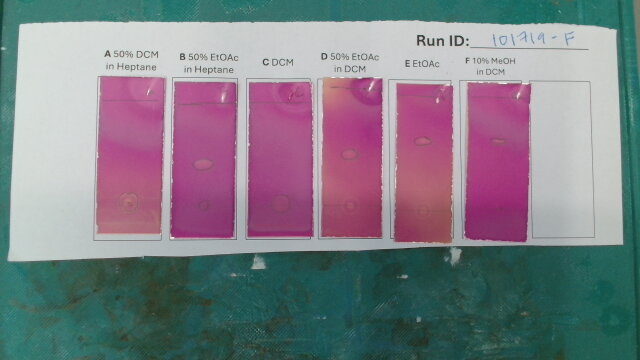 Run ID: 101719-F
A 50% DCM
in Heptane
B 50% EtOAc
in Heptane
C DCM
D 50% EtOAc
in DCM
E EtOAc
F 10% MeOH
in DCM